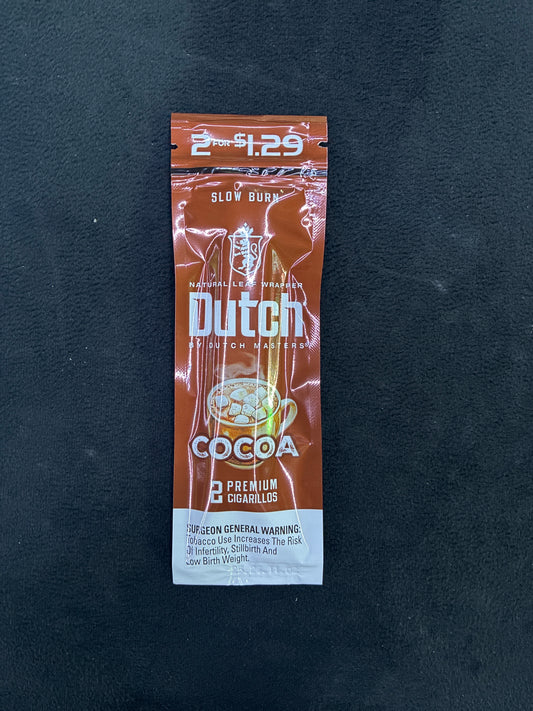 2 FOR $1.29
SLOW BURN
NATURAL LEAF WRAPPER
Dutch
BY DUTCH MASTERS®
COCOA
2 PREMIUM
CIGARILLOS
SURGEON GENERAL WARNING:
Tobacco Use Increases The Risk
Of Infertility, Stillbirth And
Low Birth Weight.